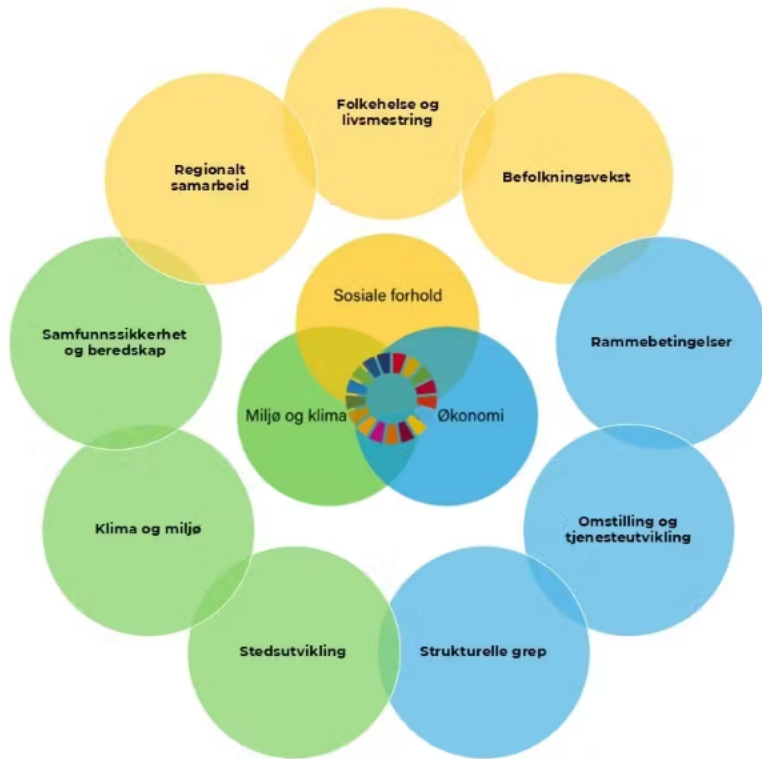 Folkehelse og
livsmestring
Regionalt
samarbeid
Befolkningsvekst
Sosiale forhold
Samfunnssikkerhet
og beredskap
Rammebetingelser
Miljø og klima
Økonomi
Klima og miljø
Omstilling og
tjenesteutvikling
Stedsutvikling
Strukturelle grep